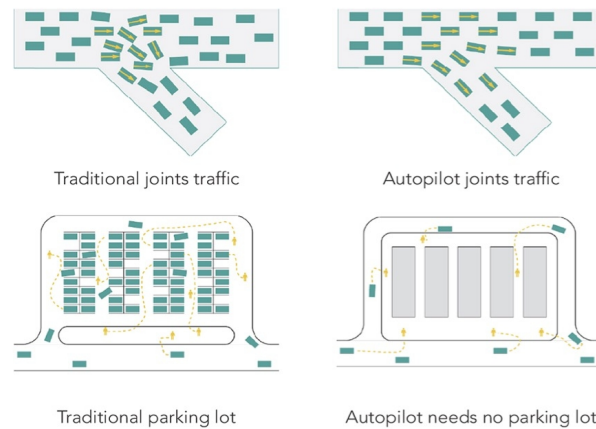 Traditional joints traffic
Autopilot joints traffic
Traditional parking lot
Autopilot needs no parking lot